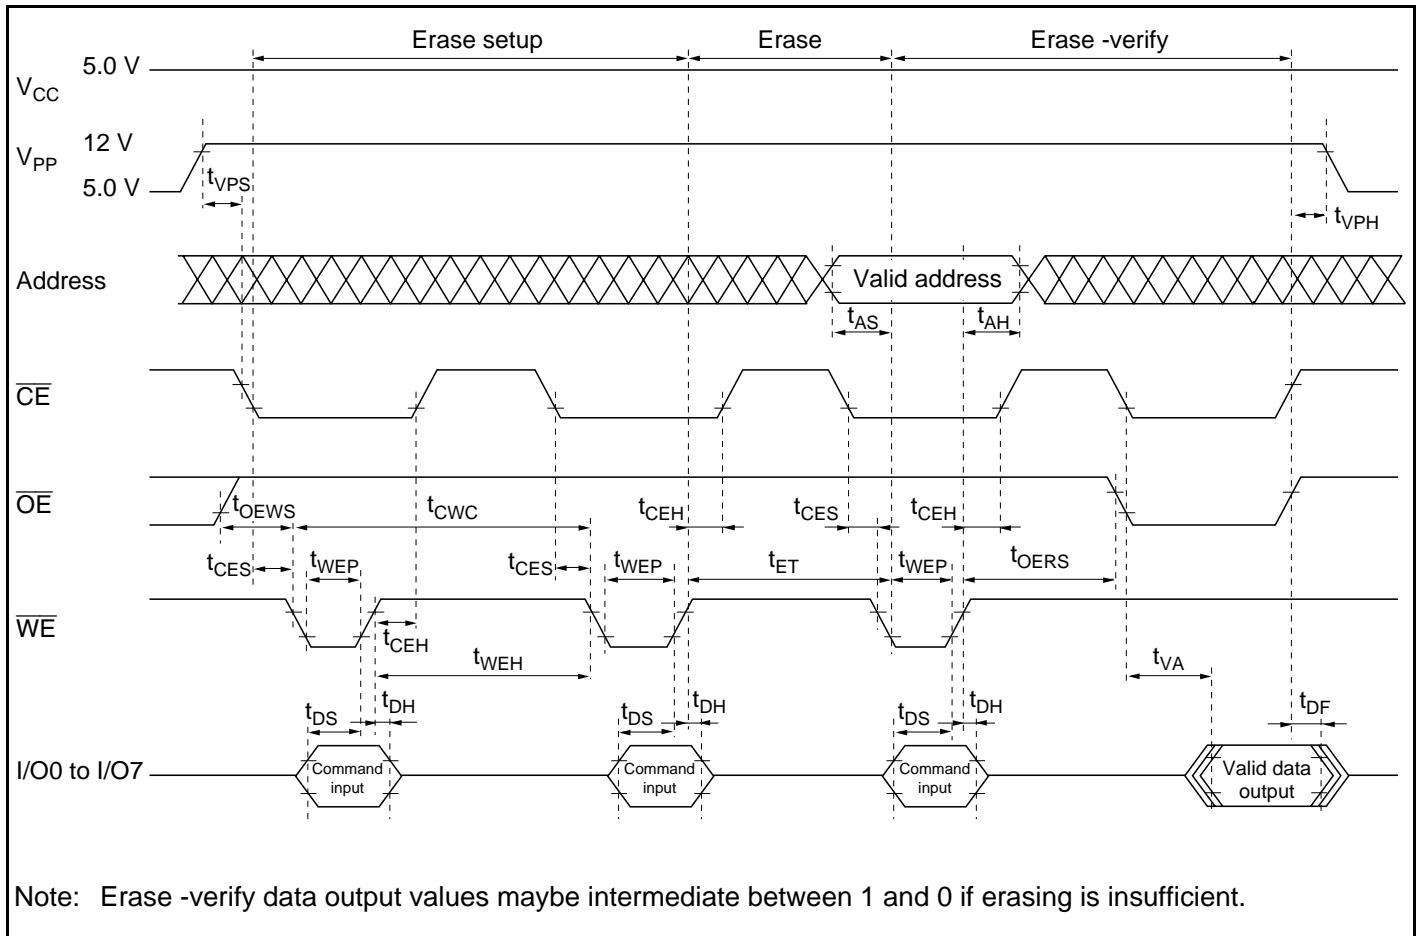 Erase setup Erase Erase -verify
5.0 V
VCC
12 V
VPP
5.0 V
tVPS
tVPH
Address
Valid address
tAS tAH
CE
OE
tOEWS tCWC tCEH tCES tCEH
tCES tWEP tCES tWEP tET tWEP tOERS
WE
tCEH
tWEH
tVA
tDS tDH tDS tDH tDS tDH tDF
I/O0 to I/O7
Command
input
Command
input
Command
input
Valid data
output
Note: Erase -verify data output values maybe intermediate between 1 and 0 if erasing is insufficient.